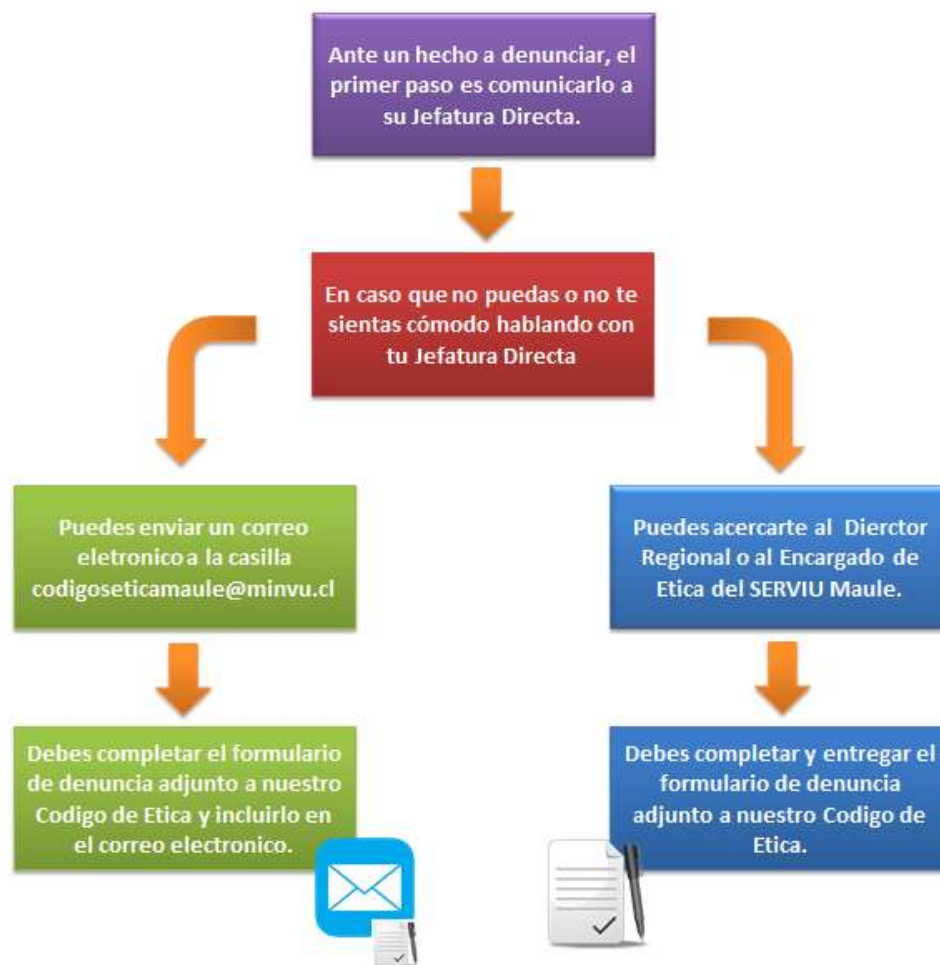 Ante un hecho a denunciar, el
primer paso es comunicarlo a
su Jefatura Directa.
En caso que no puedas o no te
sientas cómodo hablando con
tu Jefatura Directa
Puedes enviar un correo
eletronico a la casilla
codigoseticamaule@minvu.cl
Puedes acercarte al Dierctor
Regional o al Encargado de
Etica del SERVIU Maule.
Debes completar el formulario
de denuncia adjunto a nuestro
Codigo de Etica y incluirlo en
el correo electronico.
Debes completar y entregar el
formulario de denuncia
adjunto a nuestro Codigo de
Etica.